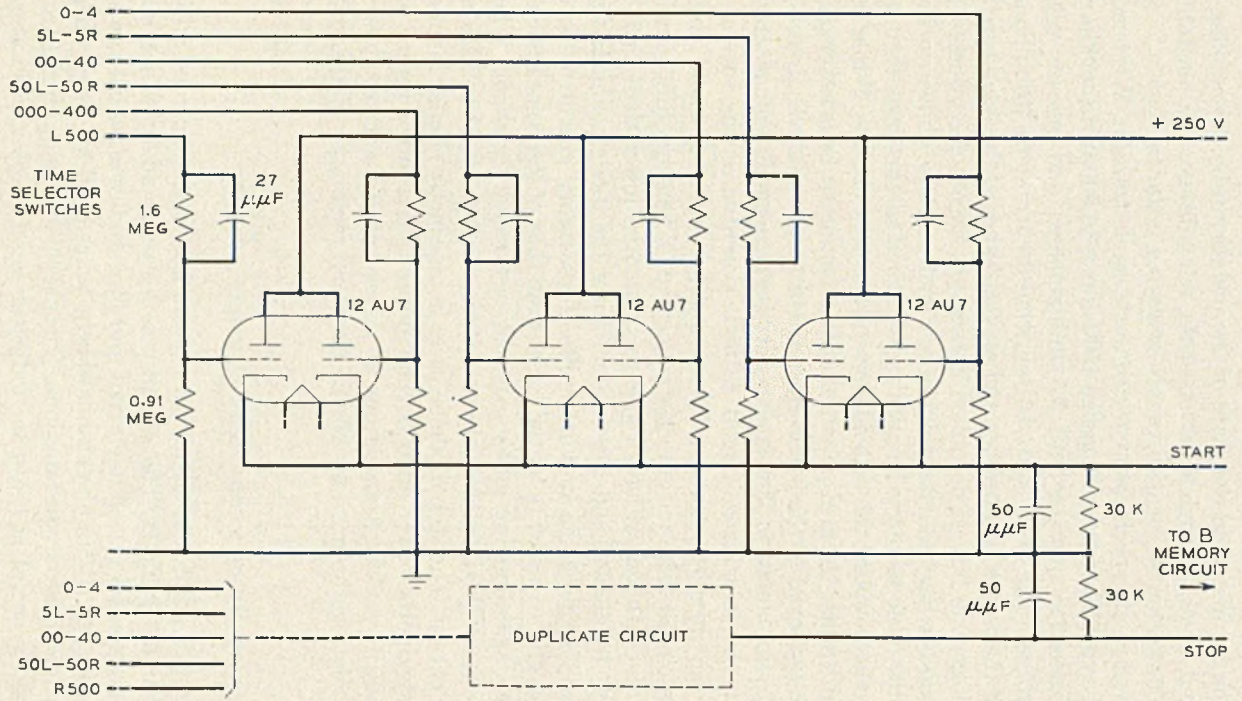 0-4
5L-5R
00-40
50L-50R
000-400
L500
+ 250 V
TIME
SELECTOR
SWITCHES
1.6
MEG
27
μμF
12 AU7
12 AU7
12 AU7
0.91
MEG
START
50
μμF
30 K
TO B
MEMORY
CIRCUIT
50
μμF
30 K
0-4
5L-5R
00-40
50L-50R
R500
DUPLICATE CIRCUIT
STOP